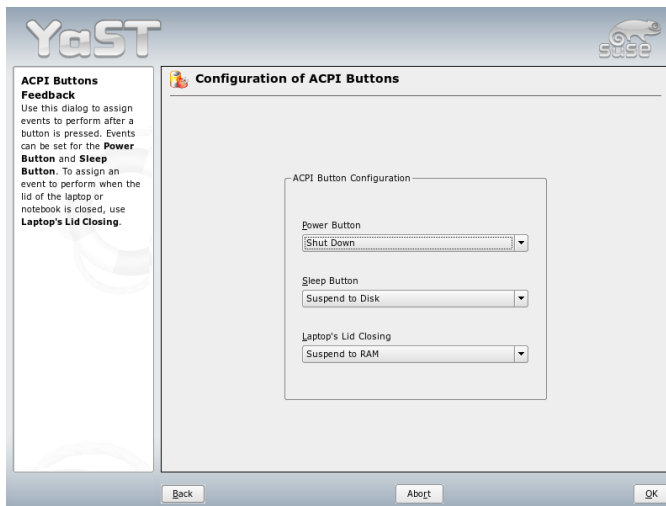 YaST
SUSE
ACPI Buttons
Feedback
Use this dialog to assign
events to perform after a
button is pressed. Events
can be set for the Power
Button and Sleep
Button. To assign an
event to perform when the
lid of the laptop or
notebook is closed, use
Laptop's Lid Closing.
Configuration of ACPI Buttons
ACPI Button Configuration
Power Button
Shut Down
Sleep Button
Suspend to Disk
Laptop's Lid Closing
Suspend to RAM
Back
Abort
OK